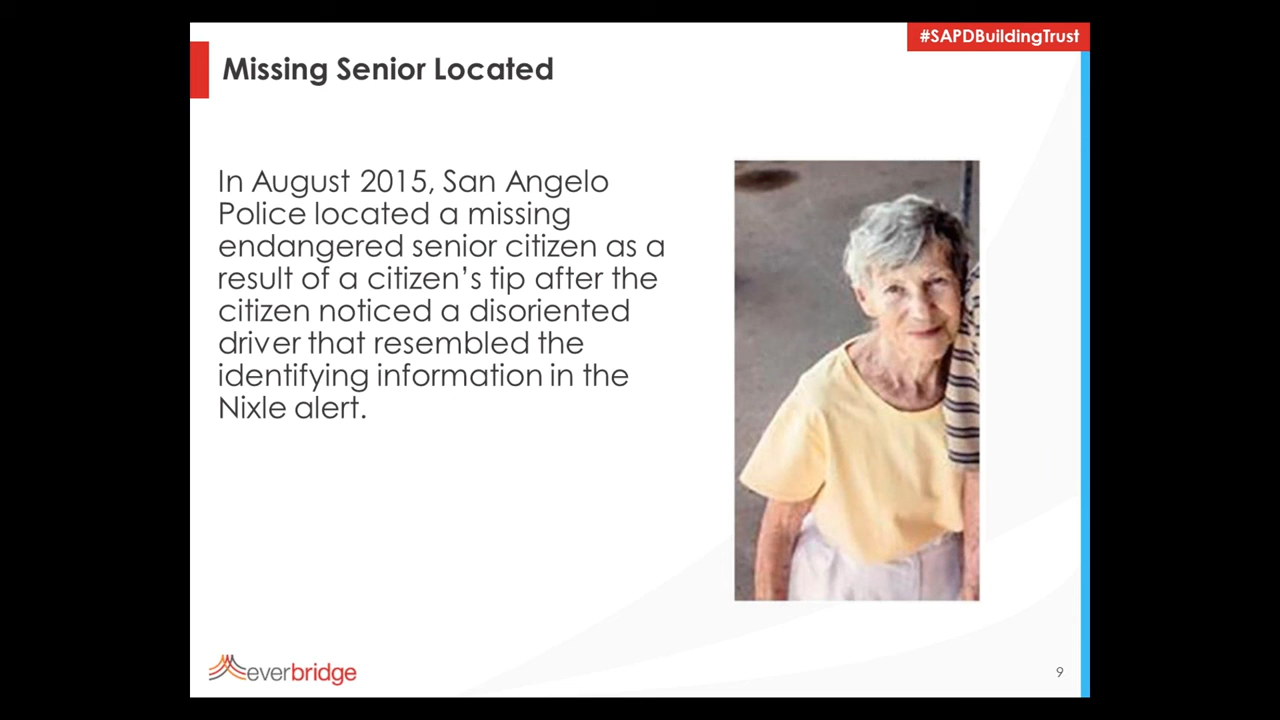 #SAPDBuildingTrust
Missing Senior Located
In August 2015, San Angelo
Police located a missing
endangered senior citizen as a
result of a citizen’s tip after the
citizen noticed a disoriented
driver that resembled the
identifying information in the
Nixle alert.
everbridge
9